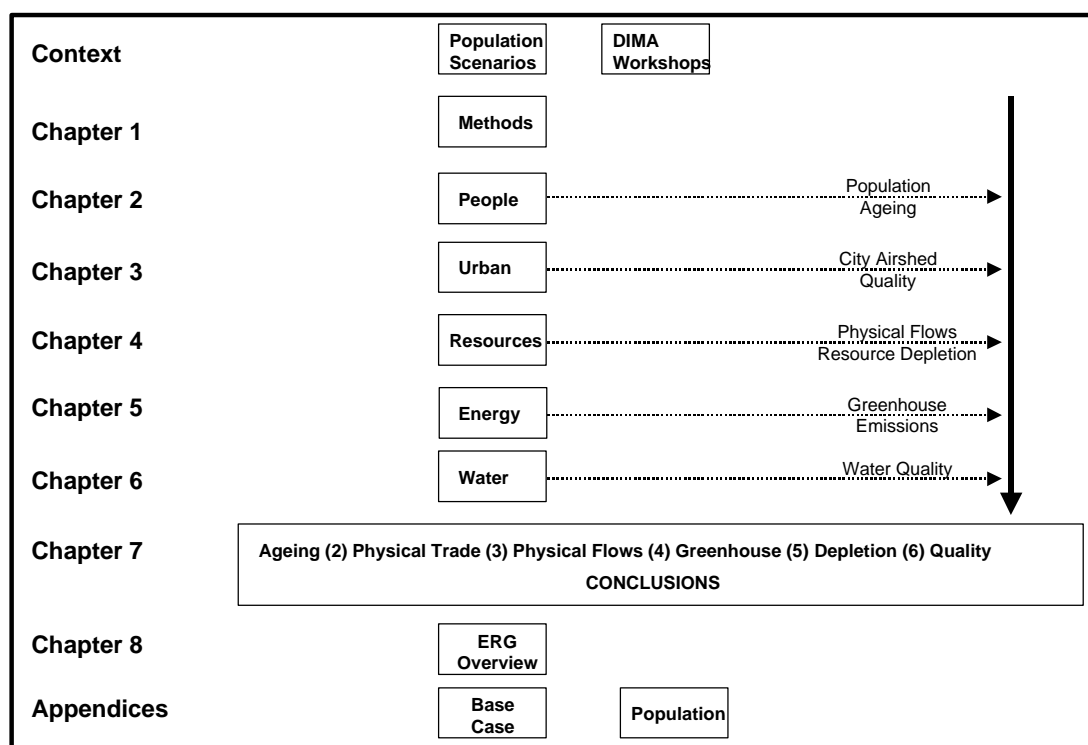 Context
Population
Scenarios
DIMA
Workshops
Chapter 1
Methods
Chapter 2
People
Population
Ageing
Chapter 3
Urban
City Airshed
Quality
Chapter 4
Resources
Physical Flows
Resource Depletion
Chapter 5
Energy
Greenhouse
Emissions
Chapter 6
Water
Water Quality
Chapter 7
Ageing (2) Physical Trade (3) Physical Flows (4) Greenhouse (5) Depletion (6) Quality
CONCLUSIONS
Chapter 8
ERG
Overview
Appendices
Base
Case
Population